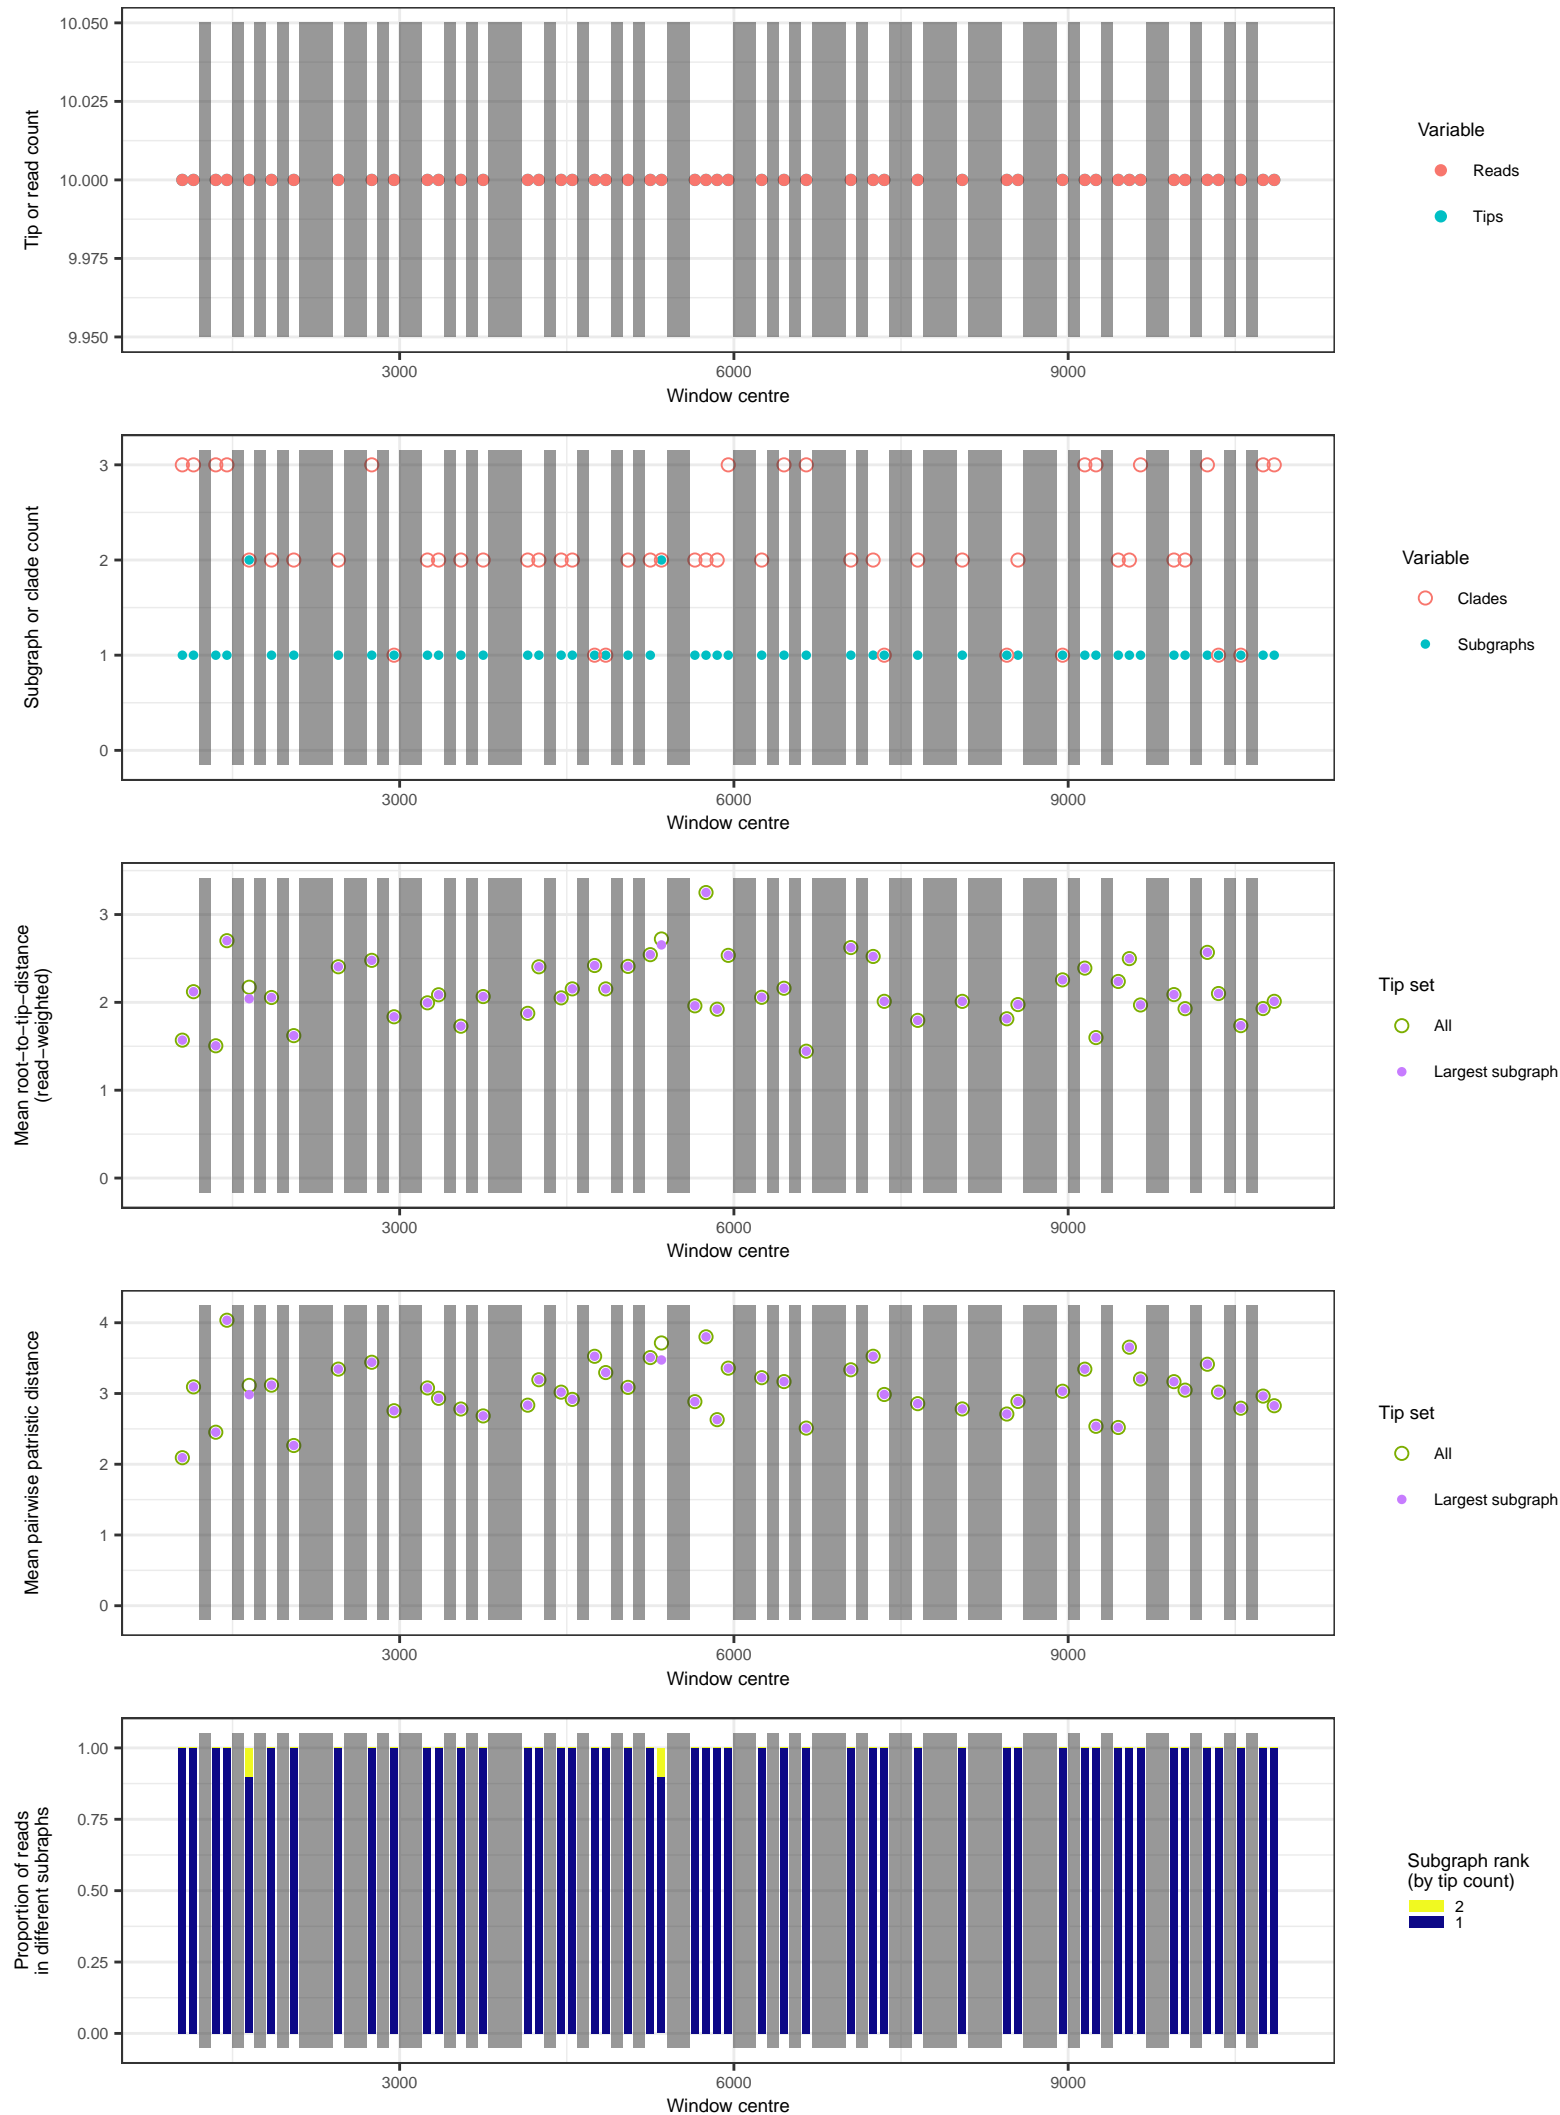 10.050
10.025
10.000
9.975
9.950
Tip or read count
3000
6000
9000
Window centre
Variable
Reads
Tips
3
2
1
0
Subgraph or clade count
3000
6000
9000
Window centre
Variable
Clades
Subgraphs
3
2
1
0
Mean root−to−tip−distance
(read−weighted)
3000
6000
9000
Window centre
Tip set
All
Largest subgraph
4
3
2
1
0
Mean pairwise patristic distance
3000
6000
9000
Window centre
Tip set
All
Largest subgraph
1.00
0.75
0.50
0.25
0.00
Proportion of reads
in different subraphs
3000
6000
9000
Window centre
Subgraph rank
(by tip count)
2
1